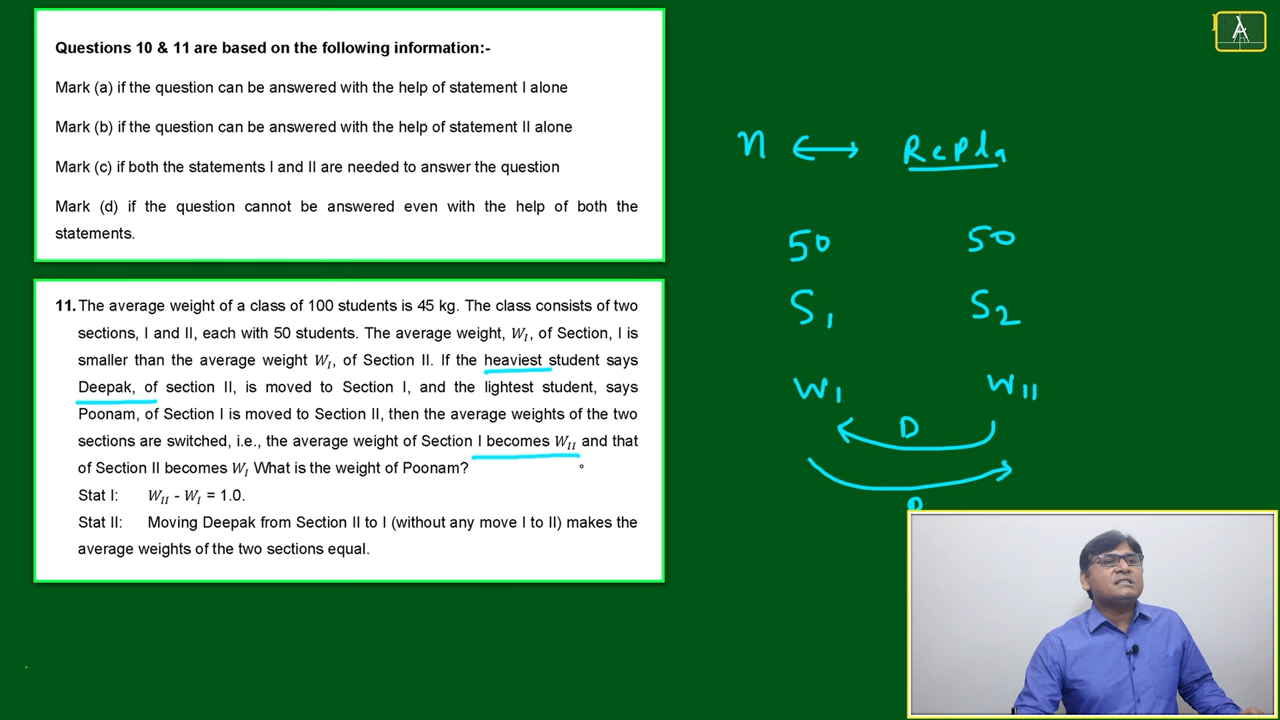 Questions 10 & 11 are based on the following information:-
Mark (a) if the question can be answered with the help of statement I alone
Mark (b) if the question can be answered with the help of statement II alone
Mark (c) if both the statements I and II are needed to answer the question
Mark (d) if the question cannot be answered even with the help of both the
statements.
11. The average weight of a class of 100 students is 45 kg. The class consists of two
sections, I and II, each with 50 students. The average weight, W_I, of Section, I is
smaller than the average weight W_I, of Section II. If the heaviest student says
Deepak, of section II, is moved to Section I, and the lightest student, says
Poonam, of Section I is moved to Section II, then the average weights of the two
sections are switched, i.e., the average weight of Section I becomes W_II and that
of Section II becomes W_I What is the weight of Poonam?
Stat I: W_II - W_I = 1.0.
Stat II: Moving Deepak from Section II to I (without any move I to II) makes the
average weights of the two sections equal.
A
n ⟷ Repla
50 50
S1 S2
WI WII
D